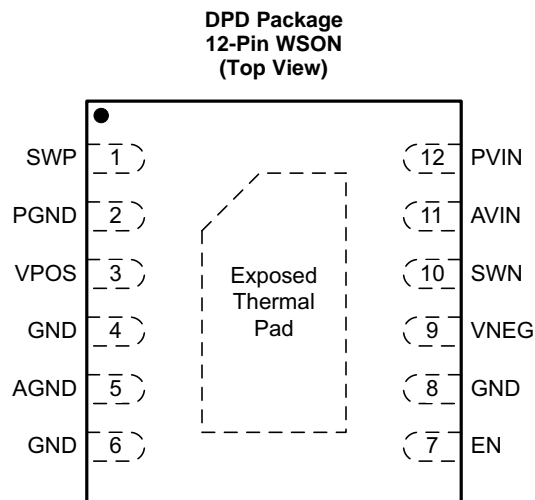 DPD Package
12-Pin WSON
(Top View)
SWP 1 12 PVIN
PGND 2 11 AVIN
VPOS 3 10 SWN
Exposed
Thermal
Pad
GND 4 9 VNEG
AGND 5 8 GND
GND 6 7 EN